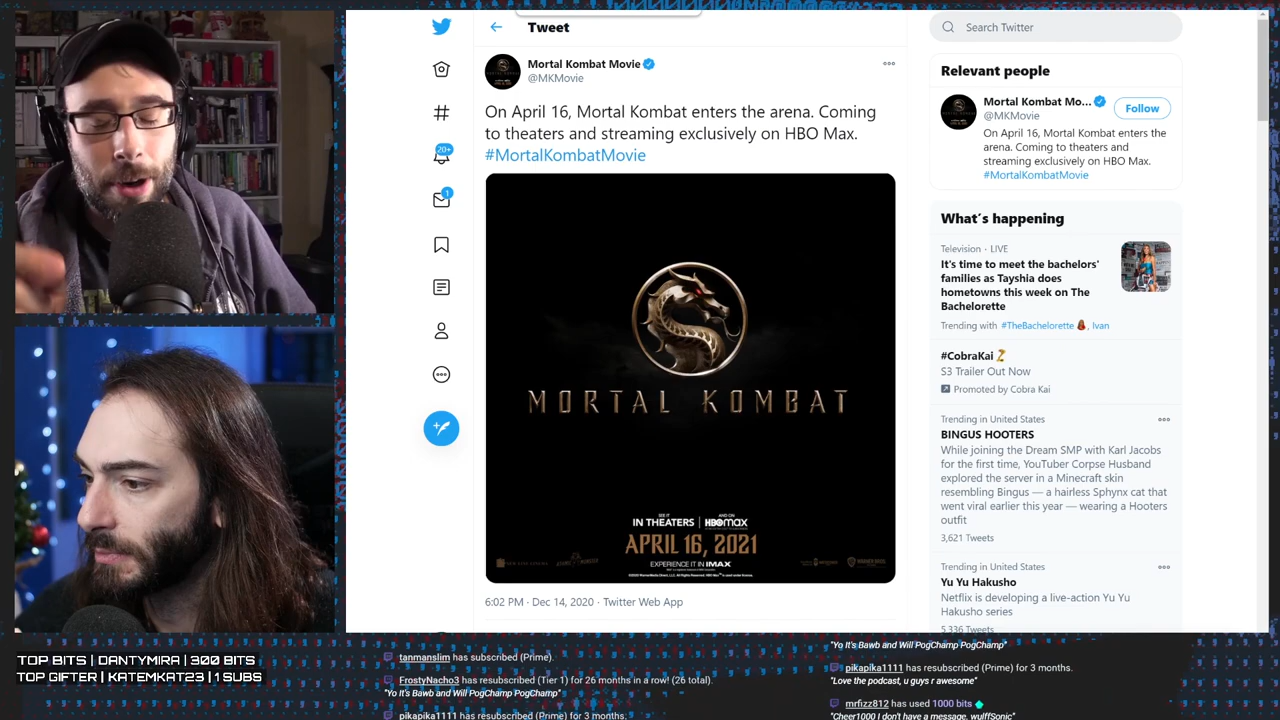 Tweet
Mortal Kombat Movie
@MKMovie
On April 16, Mortal Kombat enters the arena. Coming
to theaters and streaming exclusively on HBO Max.
#MortalKombatMovie
MORTAL KOMBAT
SEE IT
IN THEATERS
AND ON
HBOMAX
APRIL 16, 2021
EXPERIENCE IT IN IMAX
6:02 PM · Dec 14, 2020 · Twitter Web App
20+
1
Search Twitter
Relevant people
Mortal Kombat Mo...
@MKMovie
Follow
On April 16, Mortal Kombat enters the
arena. Coming to theaters and
streaming exclusively on HBO Max.
#MortalKombatMovie
What's happening
Television · LIVE
It's time to meet the bachelors'
families as Tayshia does
hometowns this week on The
Bachelorette
Trending with #TheBachelorette, Ivan
#CobraKai
S3 Trailer Out Now
Promoted by Cobra Kai
Trending in United States
BINGUS HOOTERS
While joining the Dream SMP with Karl Jacobs
for the first time, YouTuber Corpse Husband
explored the server in a Minecraft skin
resembling Bingus — a hairless Sphynx cat that
went viral earlier this year — wearing a Hooters
outfit
3,621 Tweets
Trending in United States
Yu Yu Hakusho
Netflix is developing a live-action Yu Yu
Hakusho series
5,336 Tweets
TOP BITS | DANTYMIRA | 300 BITS
TOP GIFTER | KATEMKAT23 | 1 SUBS
tanmanslim has subscribed (Prime).
FrostyNacho3 has resubscribed (Tier 1) for 26 months in a row! (26 total).
"Yo It's Bawb and Will PogChamp PogChamp"
pikapika1111 has resubscribed (Prime) for 3 months.
"Yo It's Bawb and Will PogChamp PogChamp"
pikapika1111 has resubscribed (Prime) for 3 months.
"Love the podcast, u guys r awesome"
mrfizz812 has used 1000 bits
"Cheer1000 I don't have a message, wulffSonic"